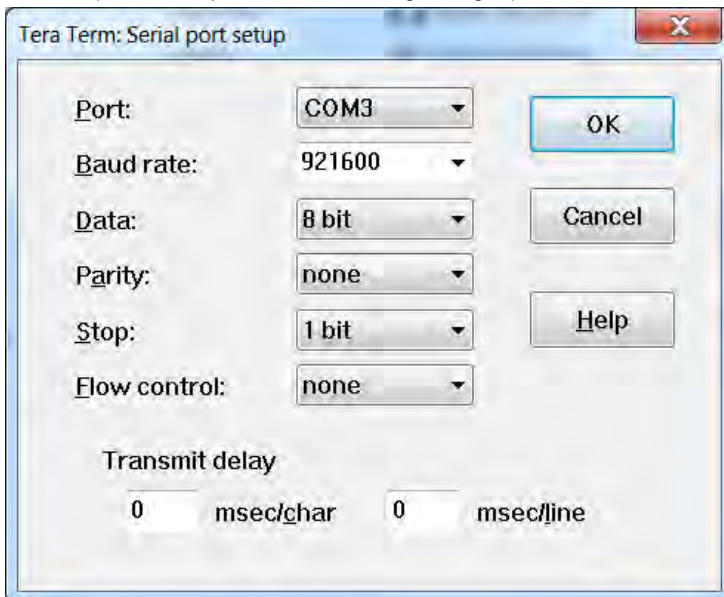 Tera Term: Serial port setup
Port: COM3 OK
Baud rate: 921600
Data: 8 bit Cancel
Parity: none
Stop: 1 bit Help
Flow control: none
Transmit delay
0 msec/char 0 msec/line